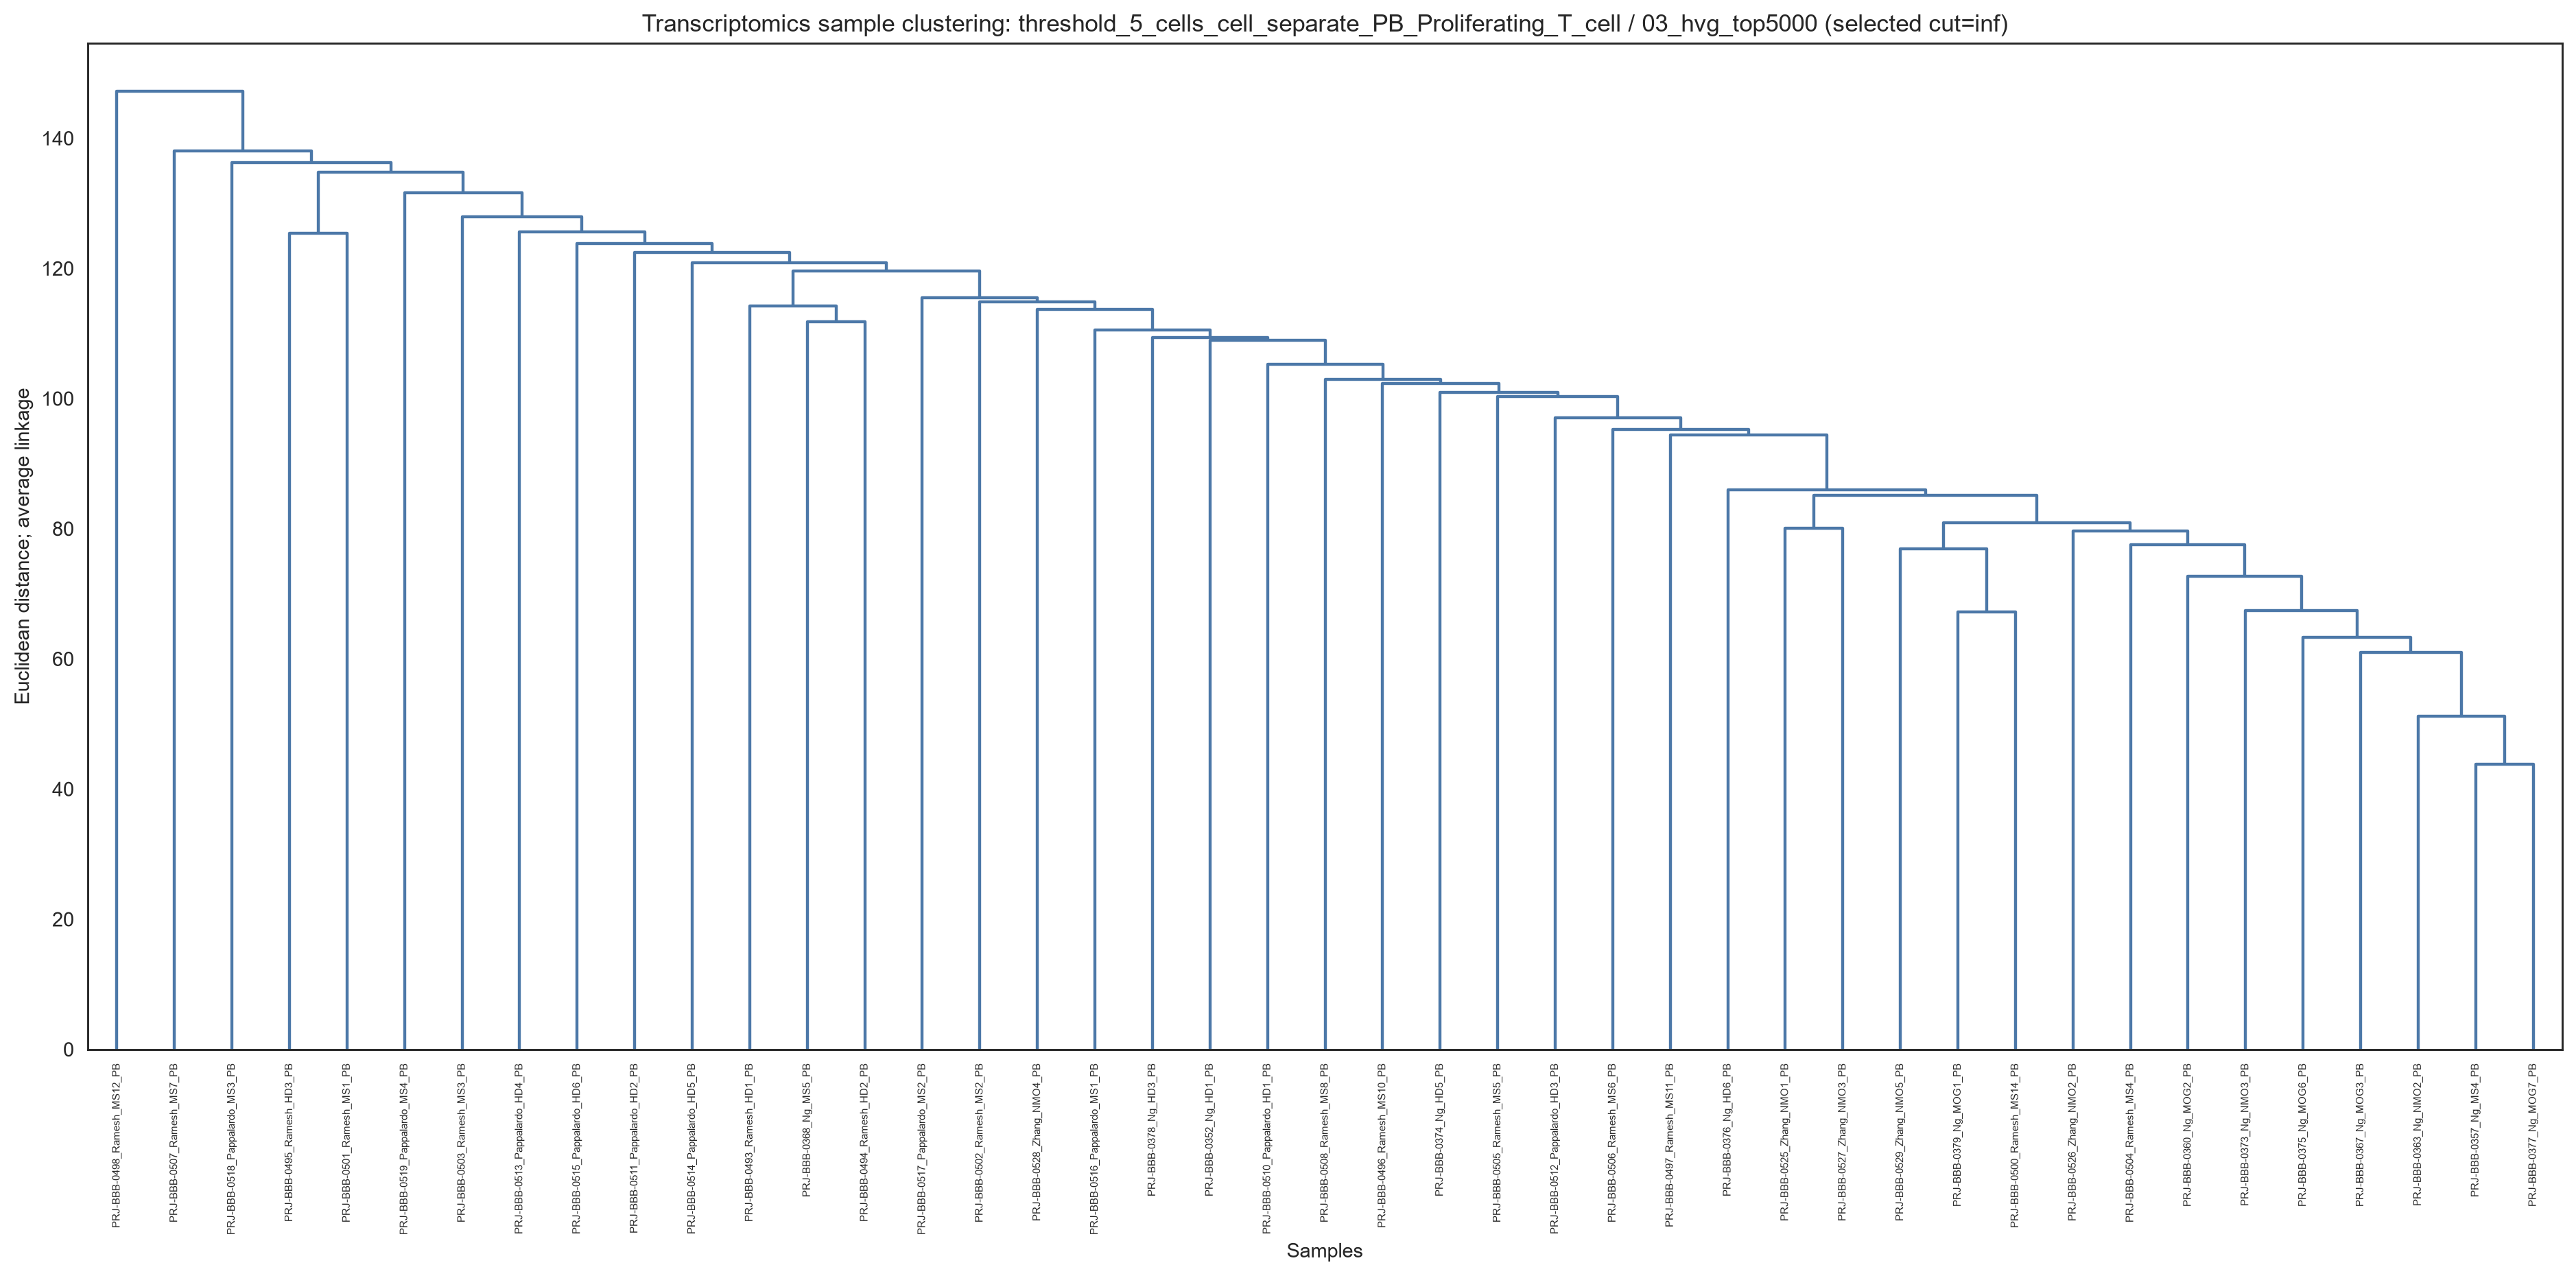 Transcriptomics sample clustering: threshold_5_cells_cell_separate_PB_Proliferating_T_cell / 03_hvg_top5000 (selected cut=inf)
Euclidean distance; average linkage
140
120
100
80
60
40
20
0
PRJ-BBB-0498_Ramesh_MS12_PB
PRJ-BBB-0507_Ramesh_MS7_PB
PRJ-BBB-0518_Pappalardo_MS3_PB
PRJ-BBB-0495_Ramesh_HD3_PB
PRJ-BBB-0501_Ramesh_MS1_PB
PRJ-BBB-0519_Pappalardo_MS4_PB
PRJ-BBB-0503_Ramesh_MS3_PB
PRJ-BBB-0513_Pappalardo_HD4_PB
PRJ-BBB-0515_Pappalardo_HD6_PB
PRJ-BBB-0511_Pappalardo_HD2_PB
PRJ-BBB-0514_Pappalardo_HD5_PB
PRJ-BBB-0493_Ramesh_HD1_PB
PRJ-BBB-0368_Ng_MS5_PB
PRJ-BBB-0494_Ramesh_HD2_PB
PRJ-BBB-0517_Pappalardo_MS2_PB
PRJ-BBB-0502_Ramesh_MS2_PB
PRJ-BBB-0528_Zhang_NMO4_PB
PRJ-BBB-0516_Pappalardo_MS1_PB
PRJ-BBB-0378_Ng_HD3_PB
PRJ-BBB-0352_Ng_HD1_PB
PRJ-BBB-0510_Pappalardo_HD1_PB
PRJ-BBB-0508_Ramesh_MS8_PB
PRJ-BBB-0496_Ramesh_MS10_PB
PRJ-BBB-0374_Ng_HD5_PB
PRJ-BBB-0505_Ramesh_MS5_PB
PRJ-BBB-0512_Pappalardo_HD3_PB
PRJ-BBB-0506_Ramesh_MS6_PB
PRJ-BBB-0497_Ramesh_MS11_PB
PRJ-BBB-0376_Ng_HD6_PB
PRJ-BBB-0525_Zhang_NMO1_PB
PRJ-BBB-0527_Zhang_NMO3_PB
PRJ-BBB-0529_Zhang_NMO5_PB
PRJ-BBB-0379_Ng_MOG1_PB
PRJ-BBB-0500_Ramesh_MS14_PB
PRJ-BBB-0526_Zhang_NMO2_PB
PRJ-BBB-0504_Ramesh_MS4_PB
PRJ-BBB-0360_Ng_MOG2_PB
PRJ-BBB-0373_Ng_NMO3_PB
PRJ-BBB-0375_Ng_MOG6_PB
PRJ-BBB-0367_Ng_MOG3_PB
PRJ-BBB-0363_Ng_NMO2_PB
PRJ-BBB-0357_Ng_MS4_PB
PRJ-BBB-0377_Ng_MOG7_PB
Samples